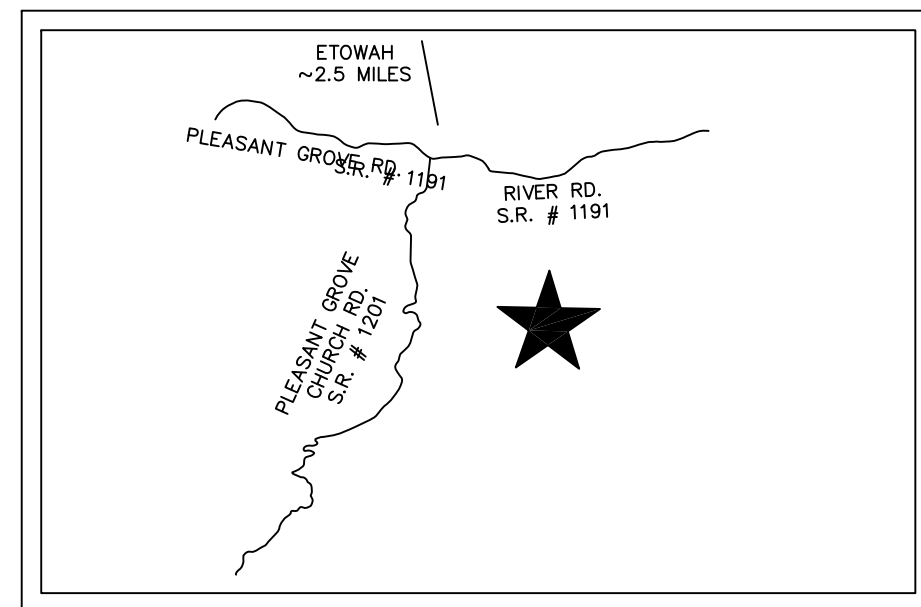 ETOWAH
~2.5 MILES
PLEASANT GROVE RD.
S.R. # 1191
RIVER RD.
S.R. # 1191
PLEASANT GROVE
CHURCH RD.
S.R. # 1201